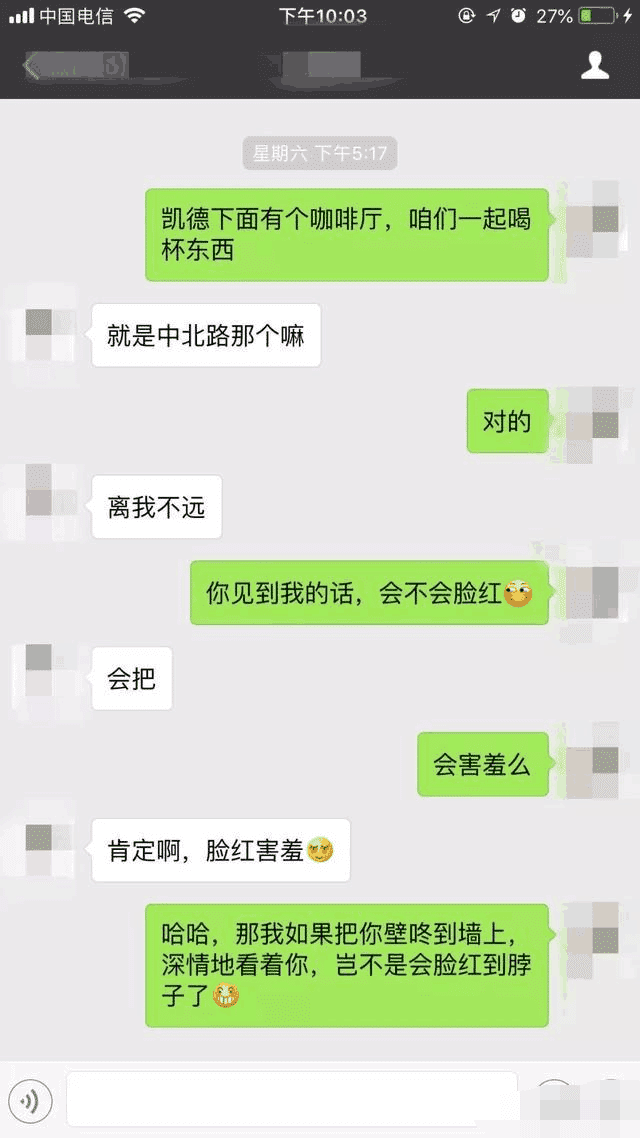 中国电信
下午10:03
27%
星期六 下午5:17
凯德下面有个咖啡厅，咱们一起喝
杯东西
就是中北路那个嘛
对的
离我不远
你见到我的话，会不会脸红
会把
会害羞么
肯定啊，脸红害羞
哈哈，那我如果把你壁咚到墙上，
深情地看着你，岂不是会脸红到脖
子了